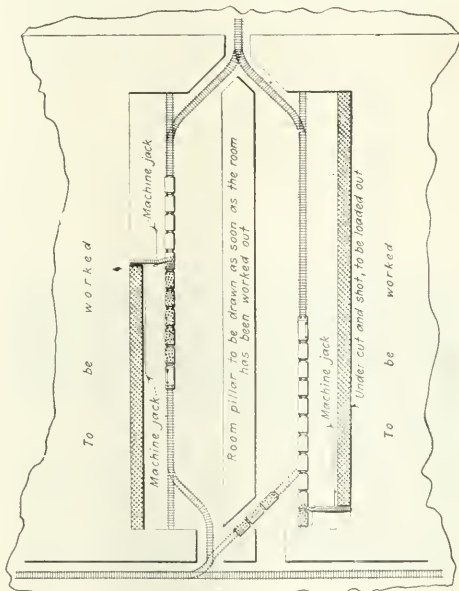 To be worked
Machine jack
Machine jack
Room pillar to be drawn as soon as the room
has been worked out
Machine jack
Under cut and shot, to be loaded out
To be worked